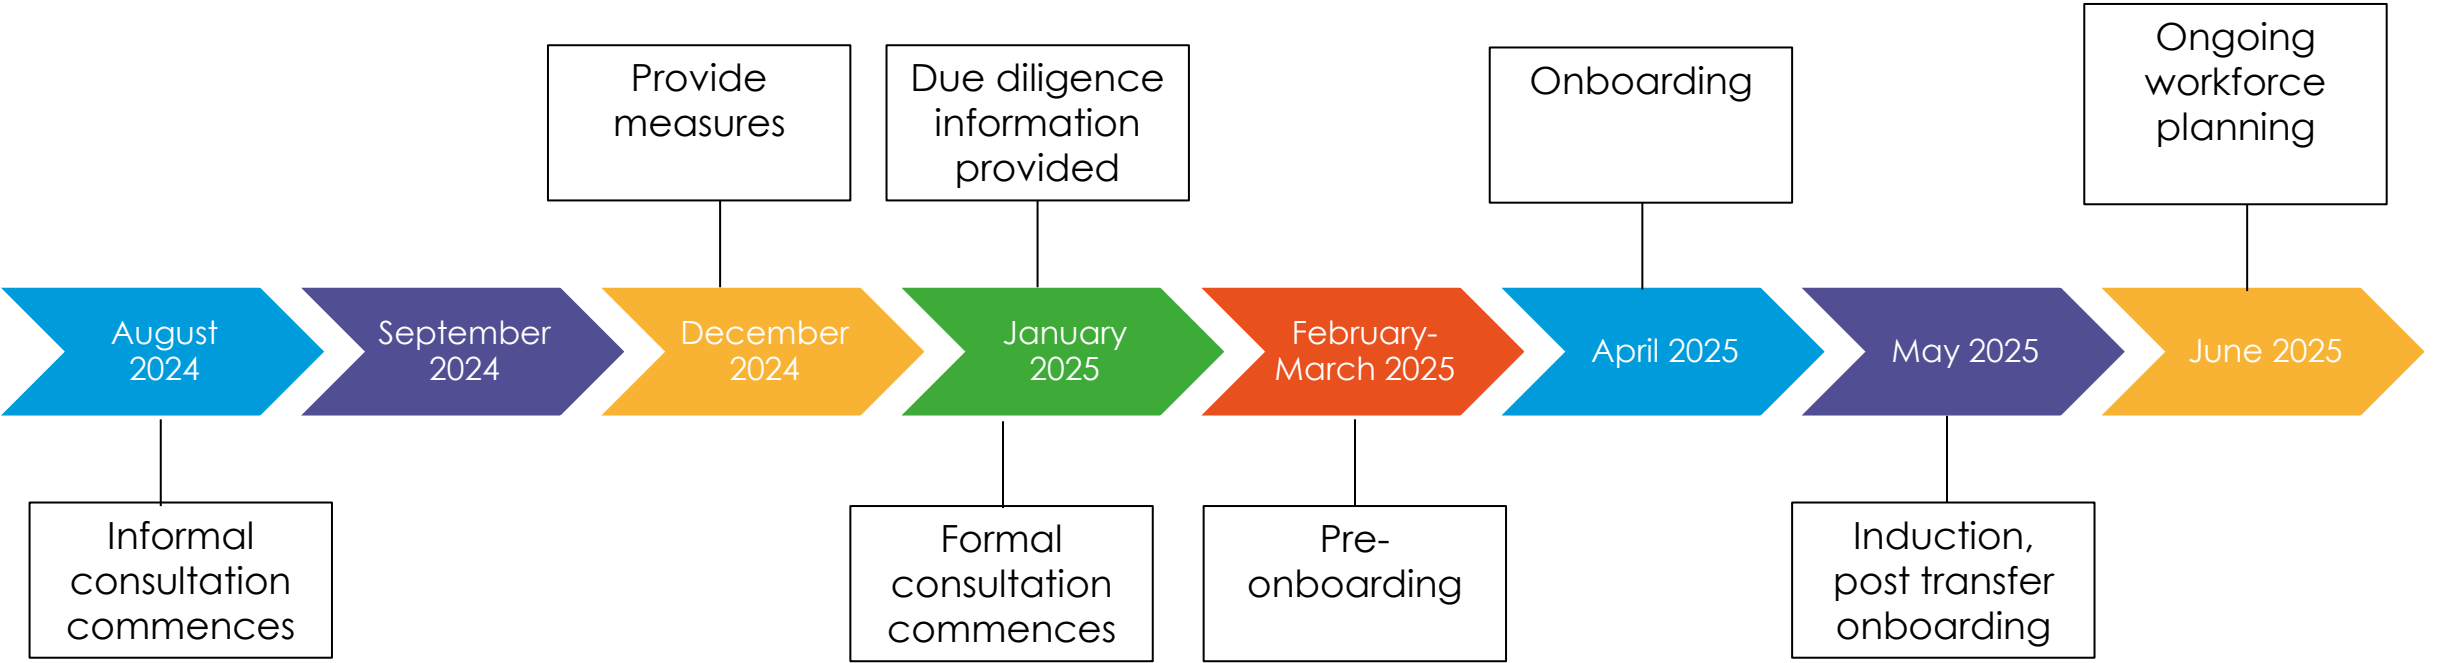 Provide
measures
Due diligence
information
provided
Onboarding
Ongoing
workforce
planning
August
2024
September
2024
December
2024
January
2025
February-
March 2025
April 2025
May 2025
June 2025
Informal
consultation
commences
Formal
consultation
commences
Pre-
onboarding
Induction,
post transfer
onboarding